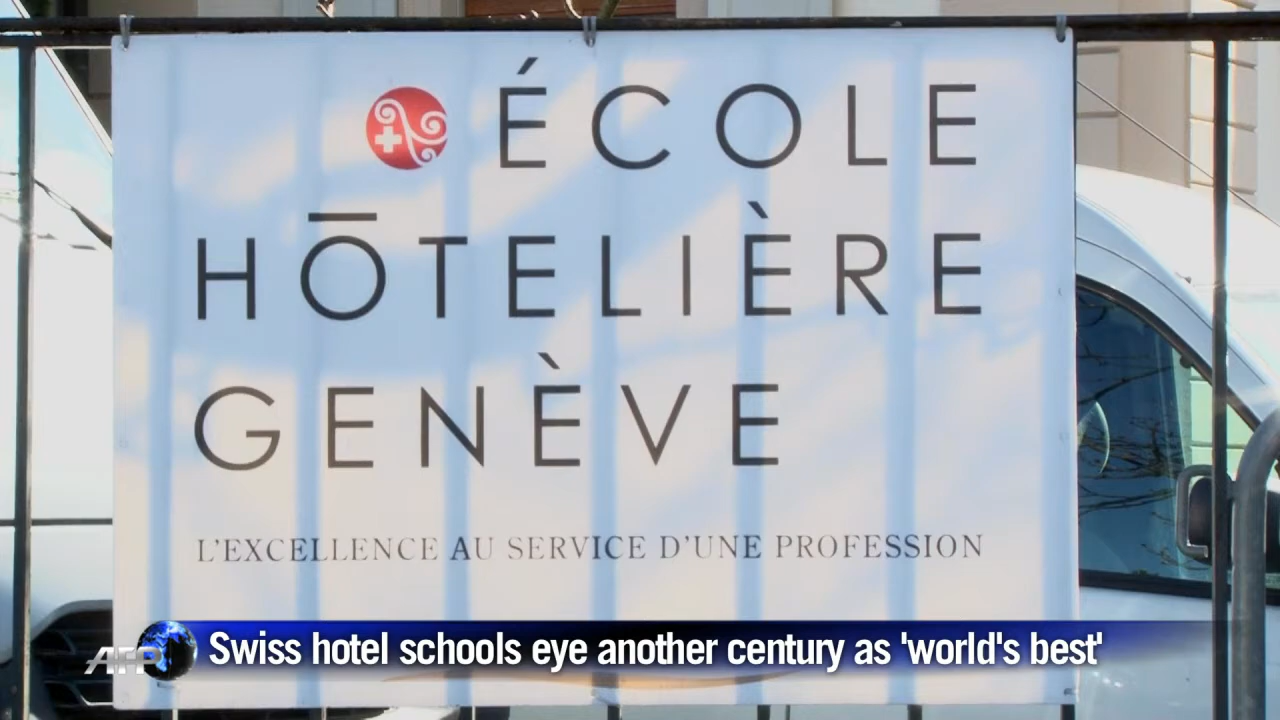 ÉCOLE
HŌTELIÈRE
GENÈVE
L'EXCELLENCE AU SERVICE D'UNE PROFESSION
AFP
Swiss hotel schools eye another century as 'world's best'